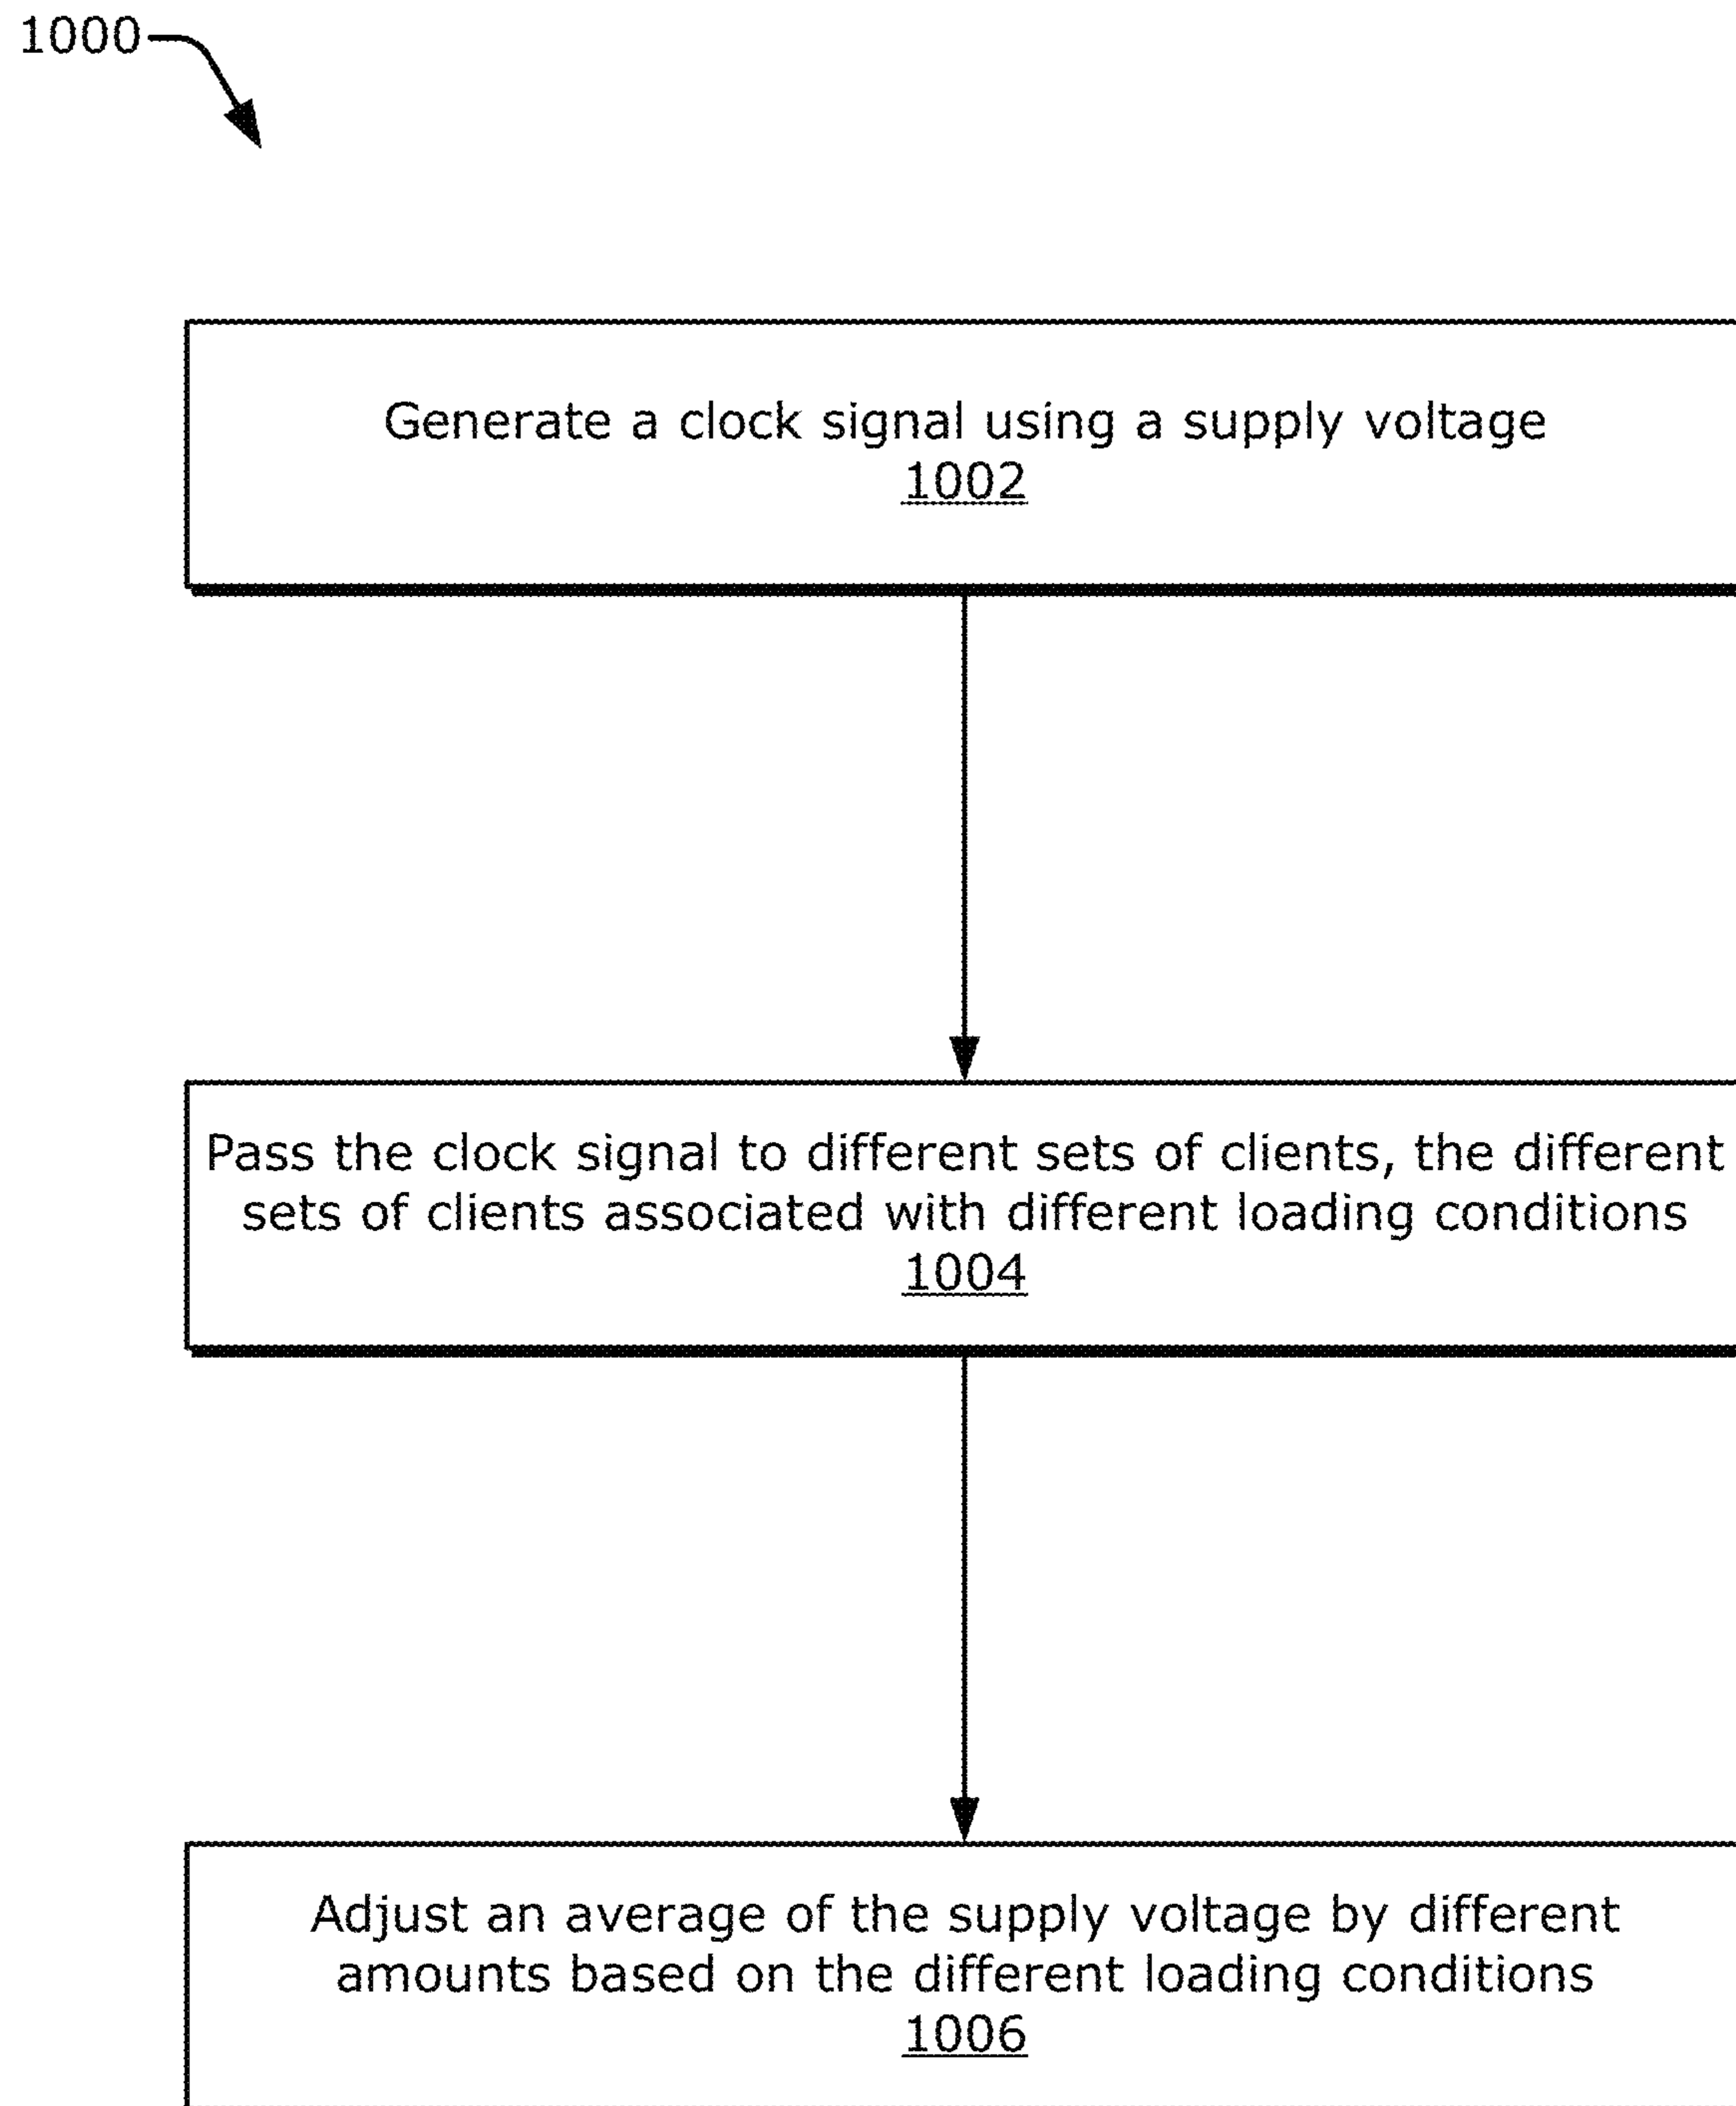 1000
Generate a clock signal using a supply voltage
1002
Pass the clock signal to different sets of clients, the different
sets of clients associated with different loading conditions
1004
Adjust an average of the supply voltage by different
amounts based on the different loading conditions
1006